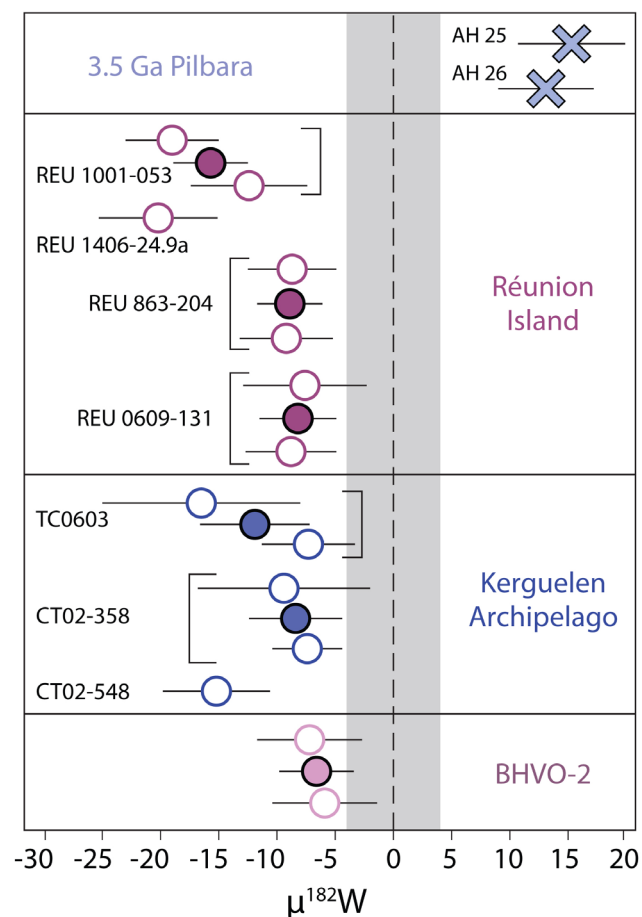 AH 25
3.5 Ga Pilbara
AH 26
REU 1001-053
REU 1406-24.9a
REU 863-204
Réunion
Island
REU 0609-131
TC0603
Kerguelen
Archipelago
CT02-358
CT02-548
BHVO-2
-30 -25 -20 -15 -10 -5 0 5 10 15 20
μ¹⁸²W